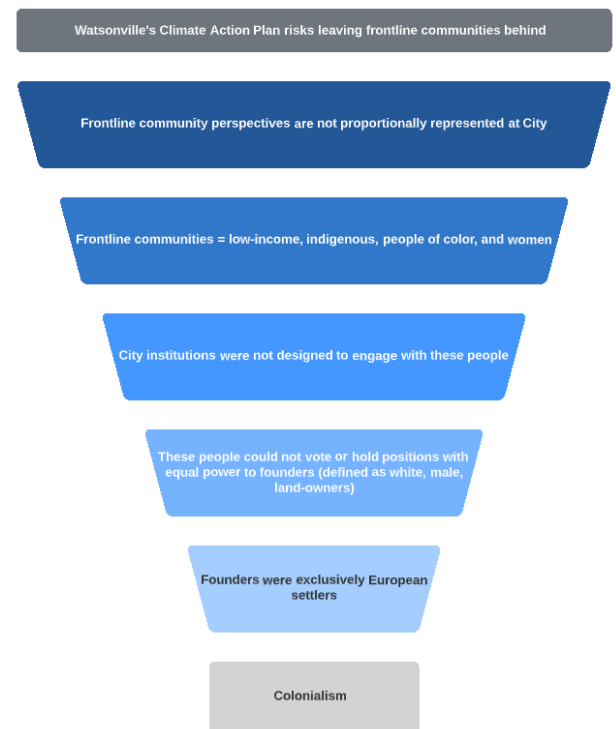 Watsonville's Climate Action Plan risks leaving frontline communities behind
Frontline community perspectives are not proportionally represented at City
Frontline communities = low-income, indigenous, people of color, and women
City institutions were not designed to engage with these people
These people could not vote or hold positions with
equal power to founders (defined as white, male,
land-owners)
Founders were exclusively European
settlers
Colonialism